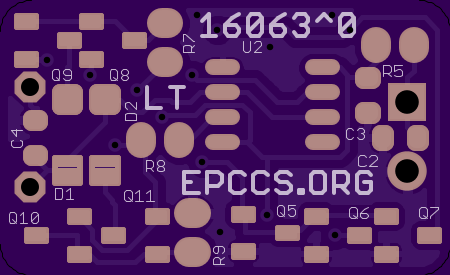 16063^0
U2
R7
R5
Q9
Q8
LT
D2
C4
C3
R8
C2
D1
EPCCS.ORG
Q11
Q10
Q5
Q6
Q7
R9